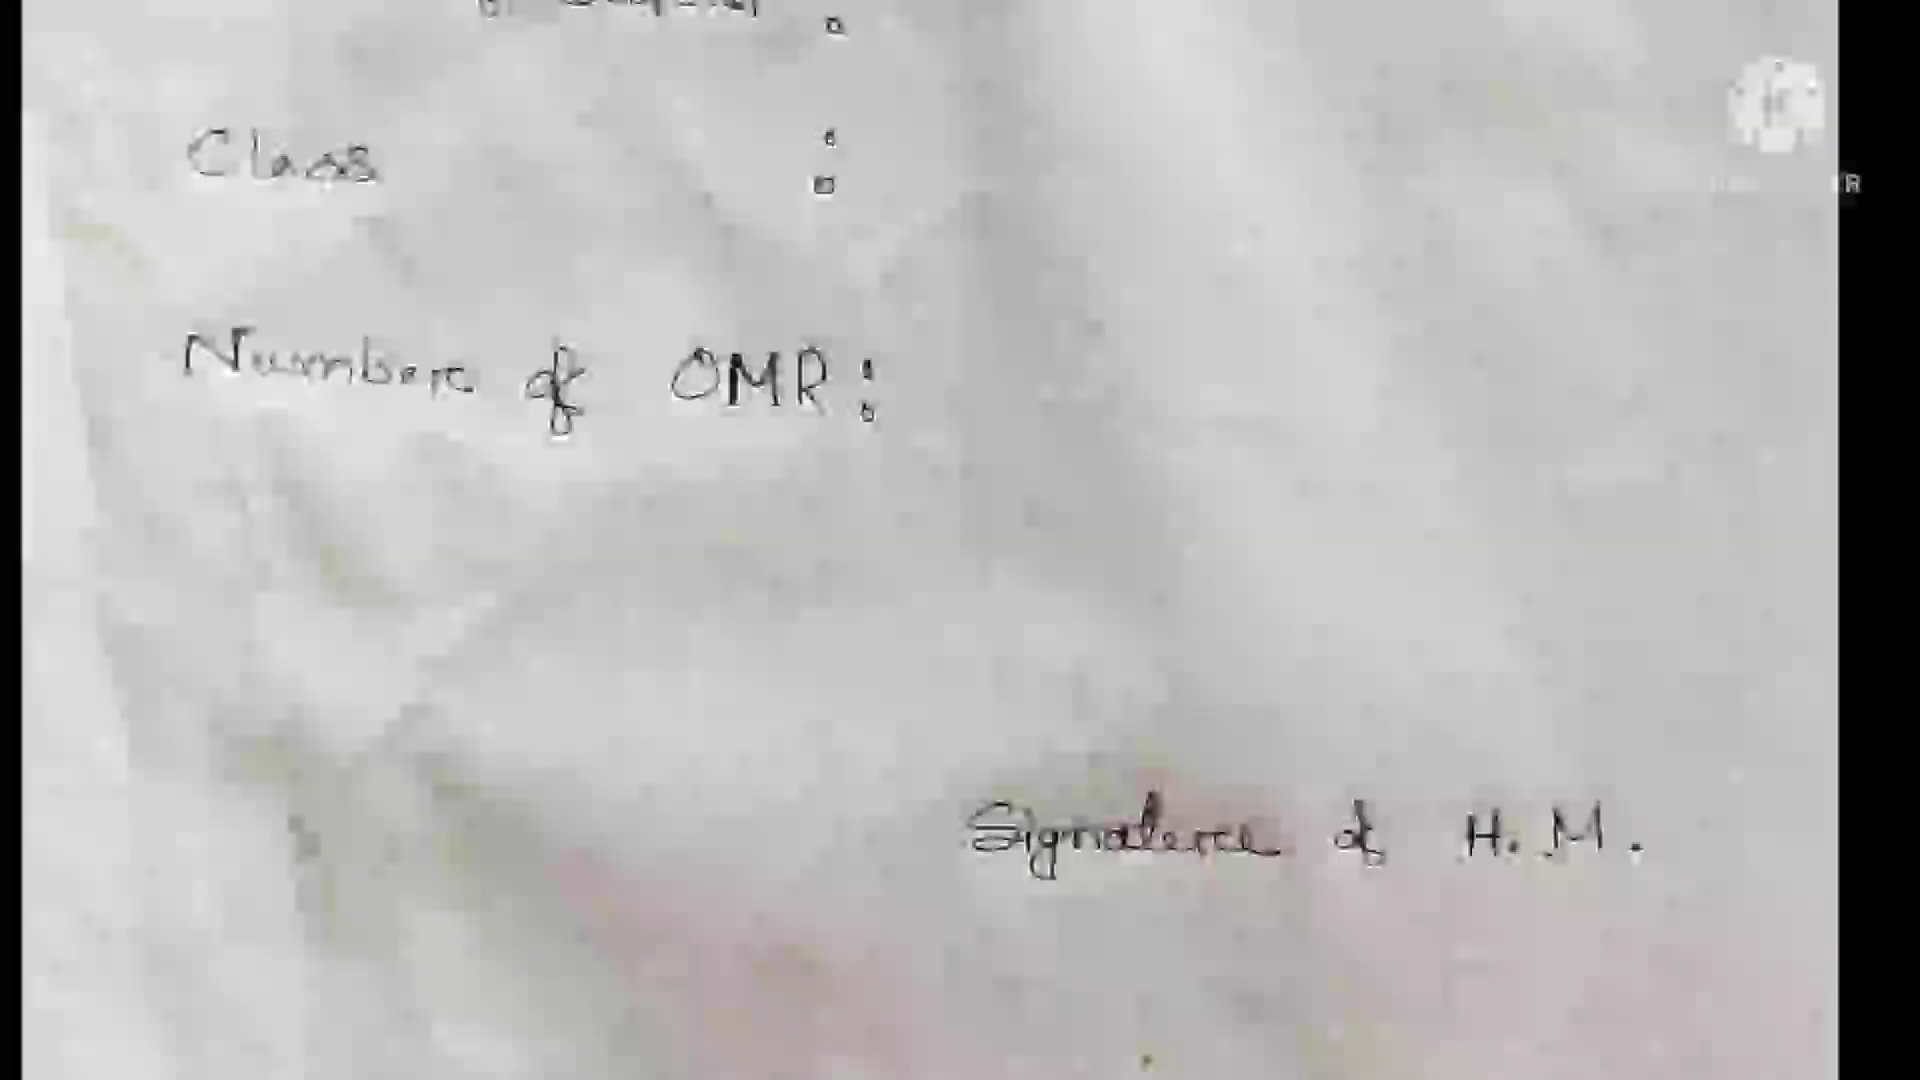 Class :
Number of OMR :
Signature of H. M.